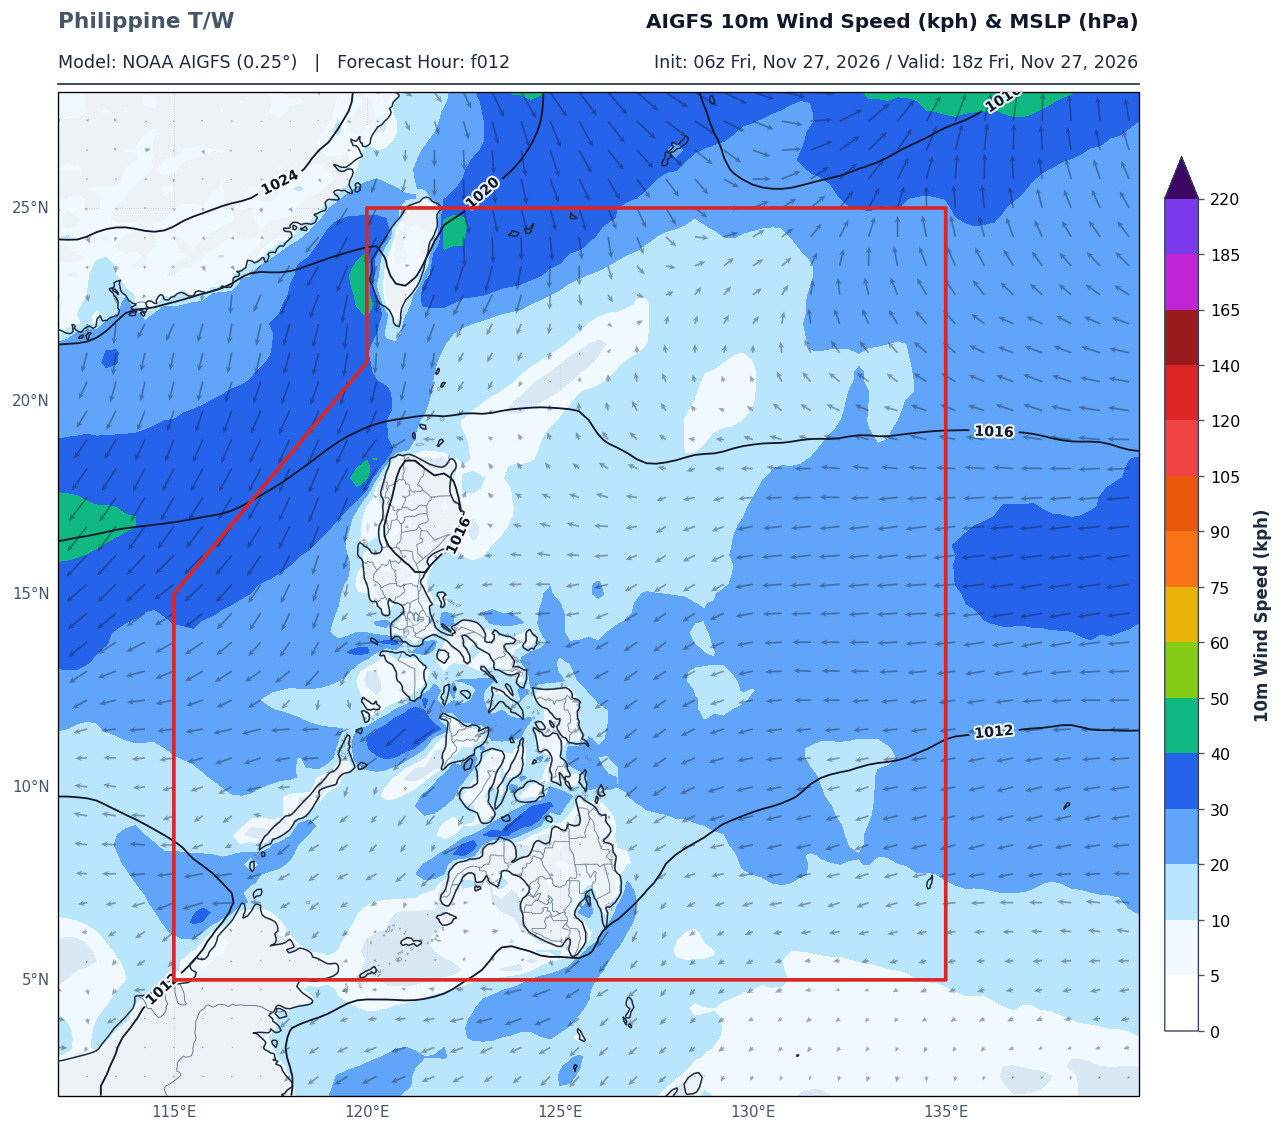 Philippine T/W
AIGFS 10m Wind Speed (kph) & MSLP (hPa)
Model: NOAA AIGFS (0.25°)   |   Forecast Hour: f012
Init: 06z Fri, Nov 27, 2026 / Valid: 18z Fri, Nov 27, 2026
1016
1024
1020
25°N
20°N
15°N
10°N
5°N
1016
1016
1012
1012
115°E
120°E
125°E
130°E
135°E
220
185
165
140
120
105
90
75
60
50
40
30
20
10
5
0
10m Wind Speed (kph)